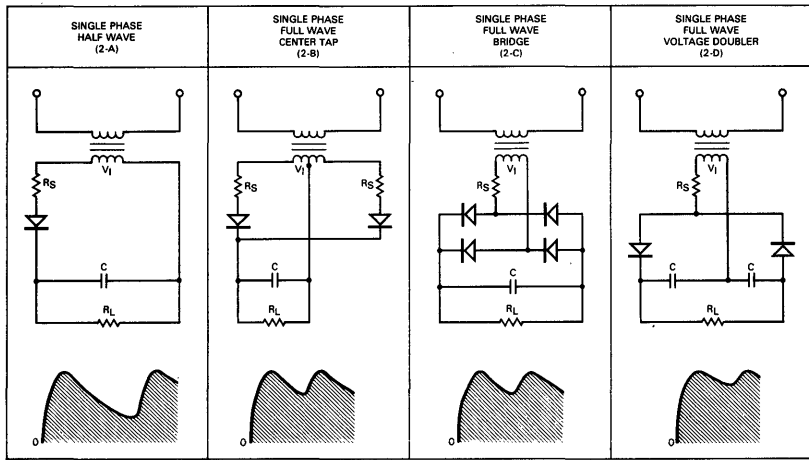 SINGLE PHASE
HALF WAVE
(2-A)
SINGLE PHASE
FULL WAVE
CENTER TAP
(2-B)
SINGLE PHASE
FULL WAVE
BRIDGE
(2-C)
SINGLE PHASE
FULL WAVE
VOLTAGE DOUBLER
(2-D)
VI
RS
C
RL
0
VI
RS
RS
C
RL
0
VI
RS
C
RL
0
VI
RS
C
C
RL
0